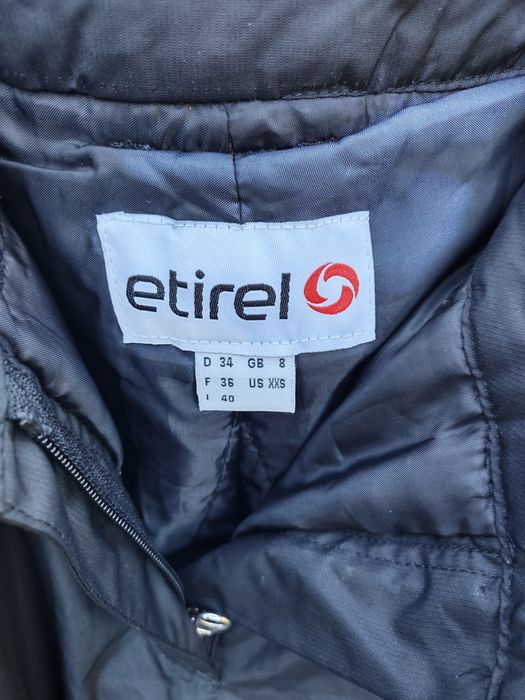 etirel
D 34 GB 8
F 36 US XXS
I 40